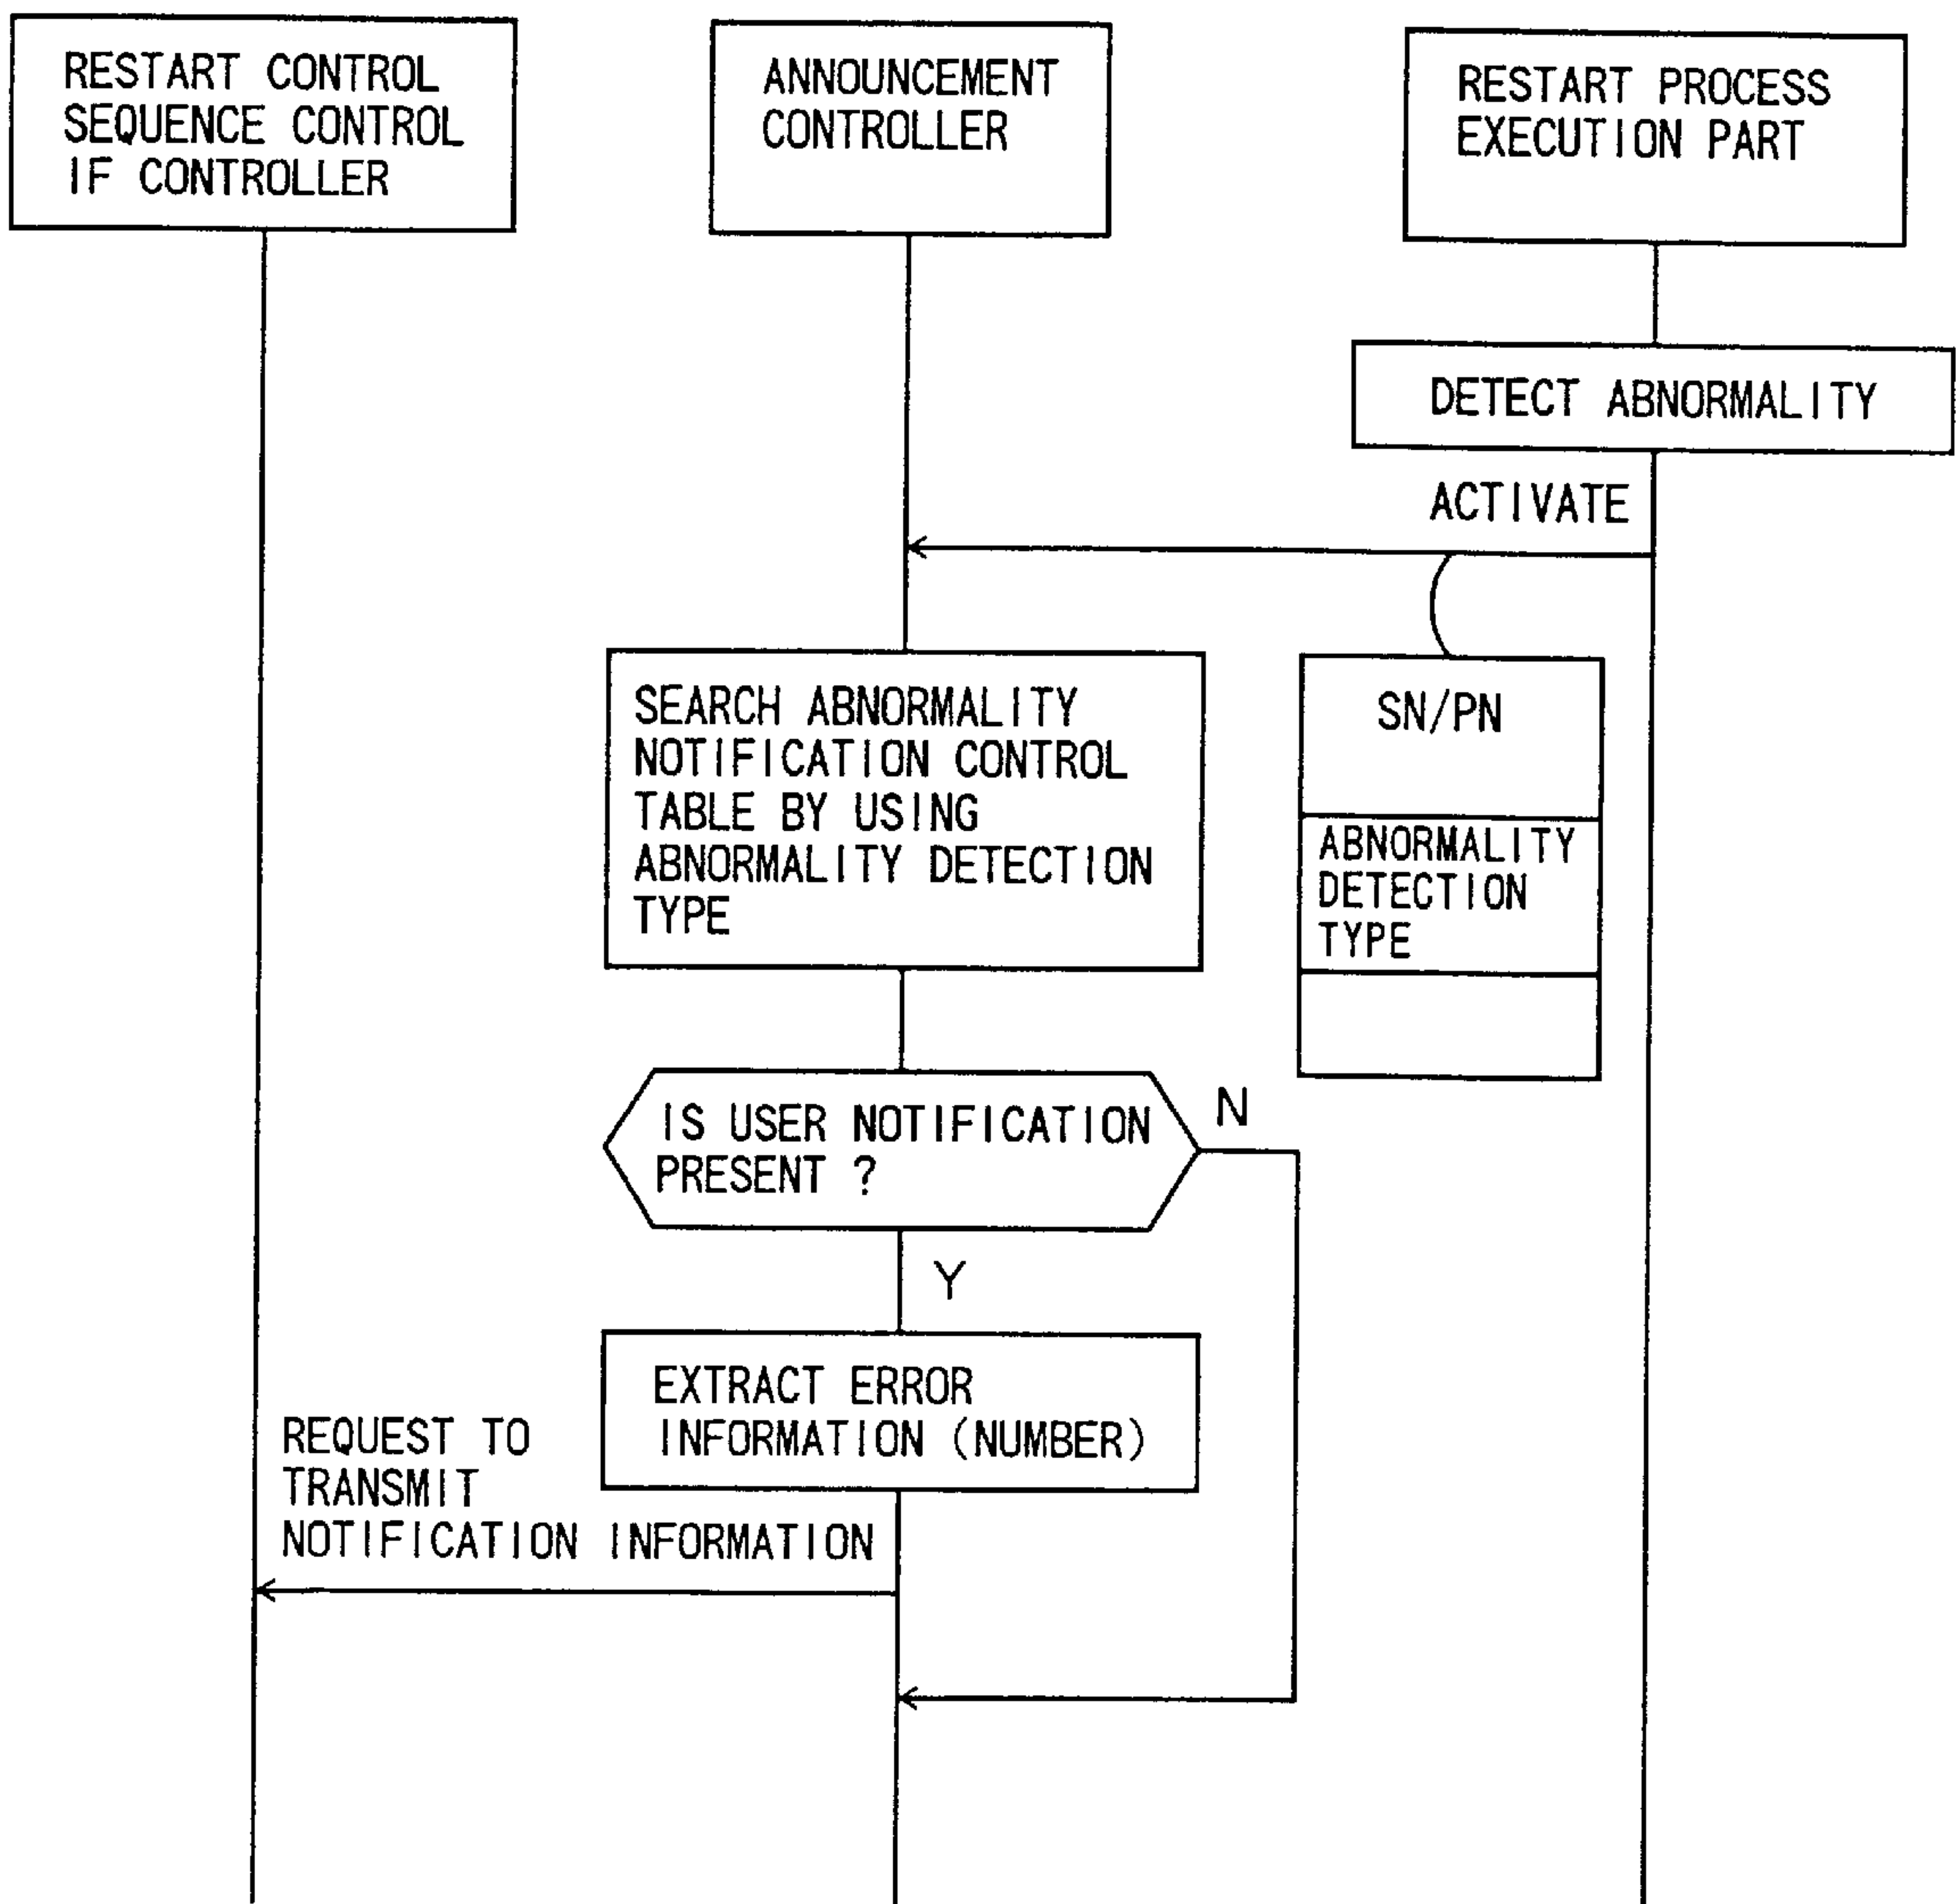 RESTART CONTROL
SEQUENCE CONTROL
IF CONTROLLER
ANNOUNCEMENT
CONTROLLER
RESTART PROCESS
EXECUTION PART
DETECT ABNORMALITY
ACTIVATE
SEARCH ABNORMALITY
NOTIFICATION CONTROL
TABLE BY USING
ABNORMALITY DETECTION
TYPE
SN/PN
ABNORMALITY
DETECTION
TYPE
IS USER NOTIFICATION
PRESENT ?
N
Y
EXTRACT ERROR
INFORMATION (NUMBER)
REQUEST TO
TRANSMIT
NOTIFICATION INFORMATION